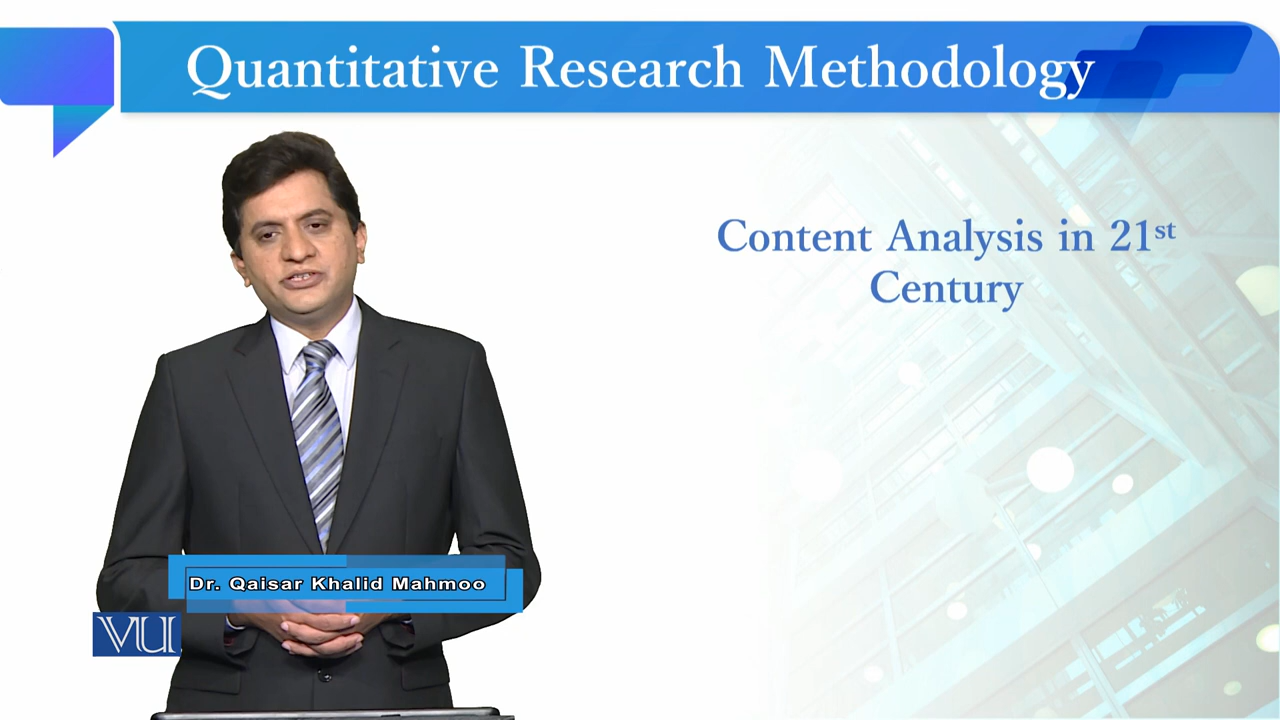 Quantitative Research Methodology
Content Analysis in 21st
Century
Dr. Qaisar Khalid Mahmoo
VU